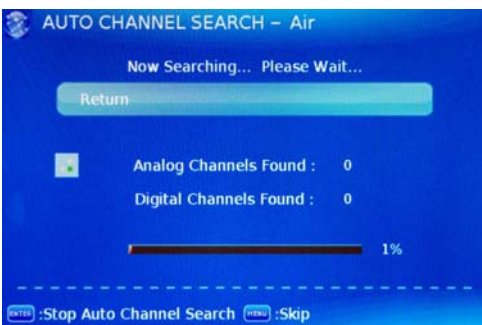 AUTO CHANNEL SEARCH – Air
Now Searching... Please Wait...
Return
Analog Channels Found : 0
Digital Channels Found : 0
1%
ENTER :Stop Auto Channel Search MENU :Skip